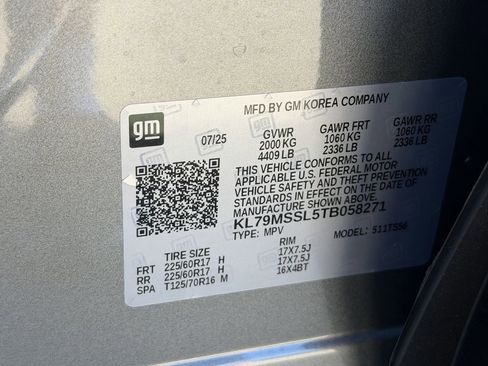 MFD BY GM KOREA COMPANY
gm
07/25 GVWR GAWR FRT GAWR RR
2000 KG 1060 KG 1060 KG
4409 LB 2336 LB 2336 LB
THIS VEHICLE CONFORMS TO ALL
APPLICABLE U.S. FEDERAL MOTOR
VEHICLE SAFETY AND THEFT PREVENTION
STANDARDS IN EFFECT ON THE DATE OF
MANUFACTURE SHOWN ABOVE.
KL79MSSL5TB058271
TYPE: MPV MODEL: 511TS56
TIRE SIZE RIM
FRT 225/60R17 H 17X7.5J
RR 225/60R17 H 17X7.5J
SPA T125/70R16 M 16X4BT